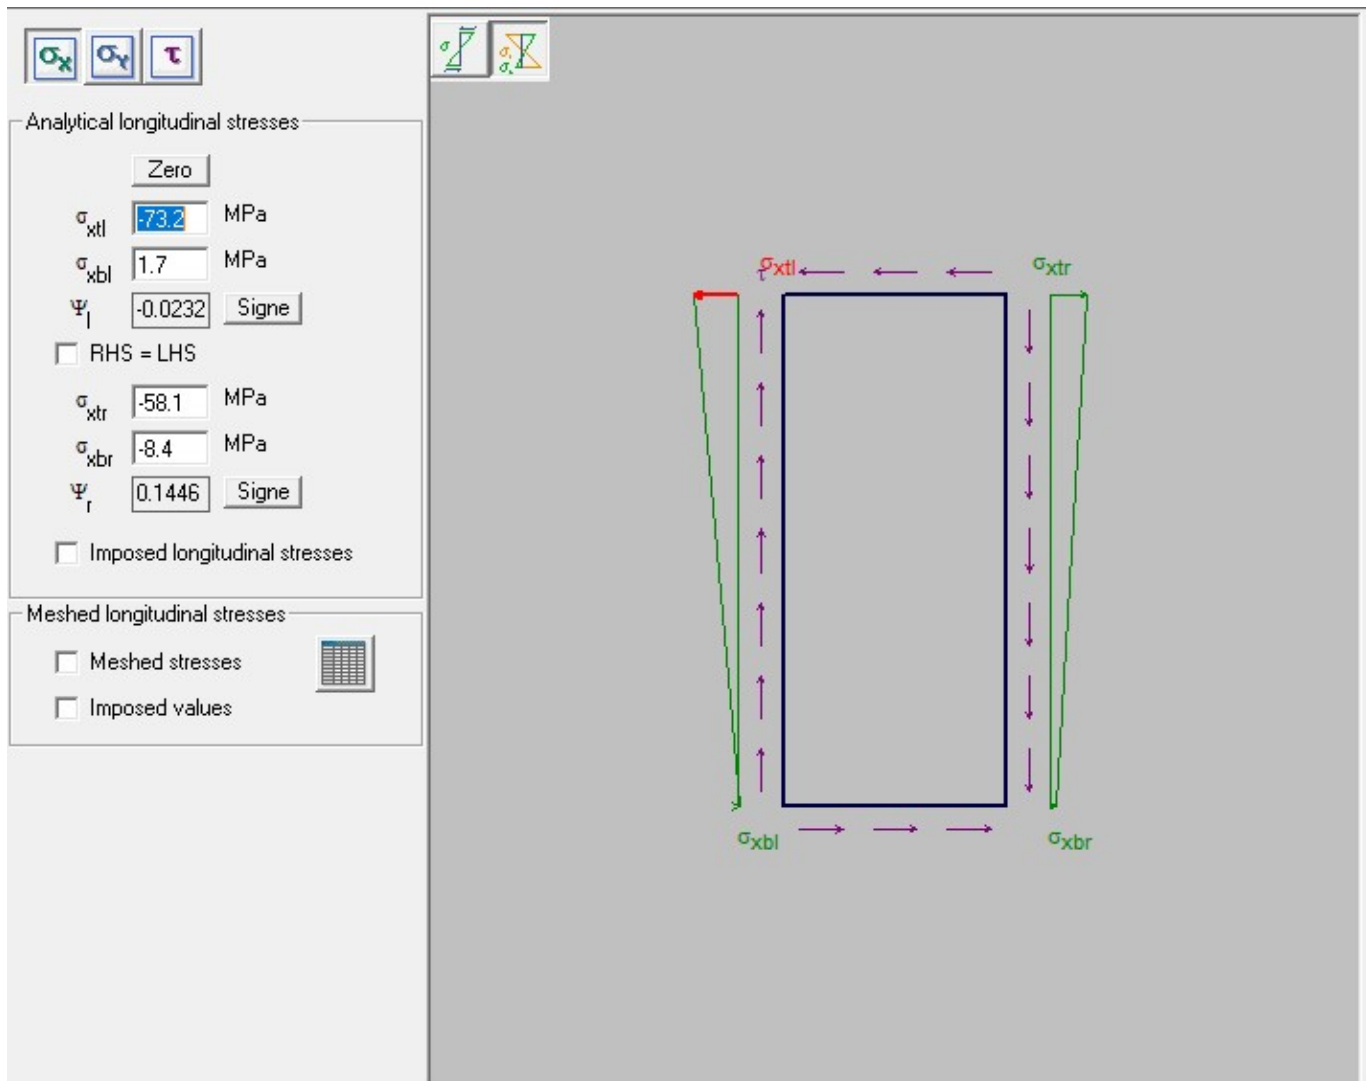 σx σY τ
Analytical longitudinal stresses
Zero
σxtl -73.2 MPa
σxbl 1.7 MPa
Ψl -0.0232 Signe
RHS = LHS
σxtr -58.1 MPa
σxbr -8.4 MPa
Ψr 0.1446 Signe
Imposed longitudinal stresses
Meshed longitudinal stresses
Meshed stresses
Imposed values
σ
τ σxtl σxtr
σxbl σxbr